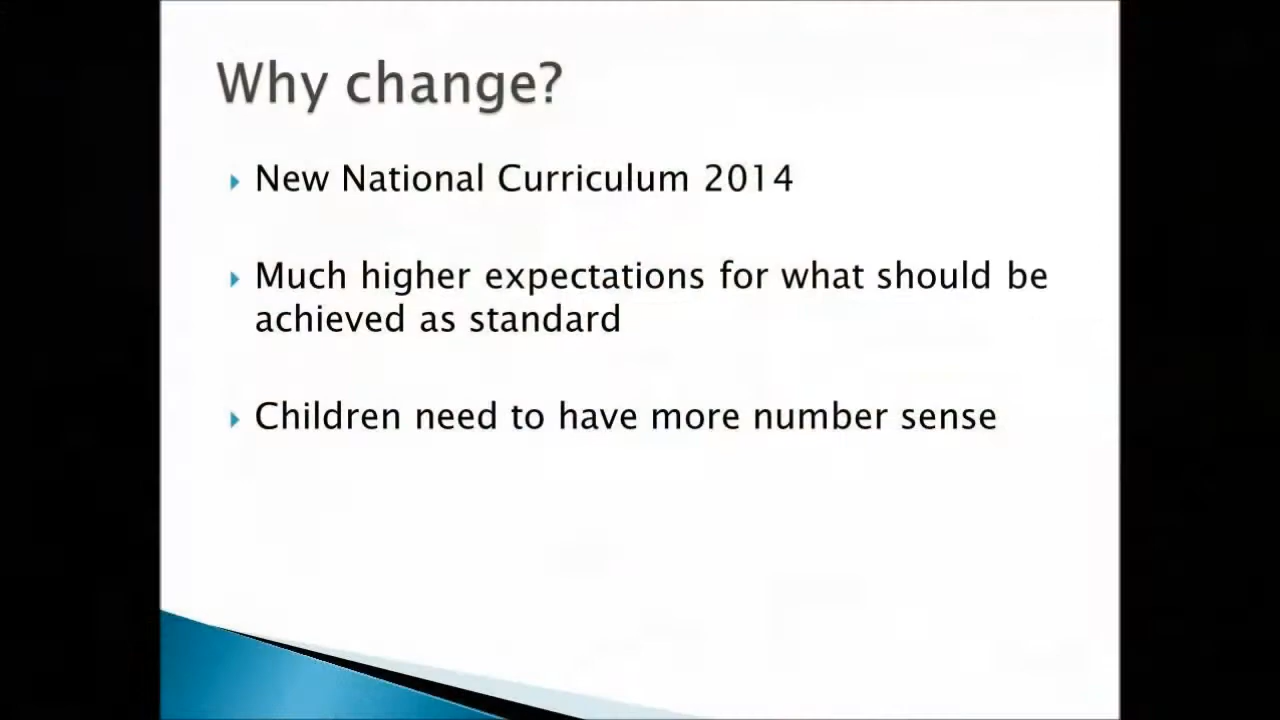 Why change?
New National Curriculum 2014
Much higher expectations for what should be
achieved as standard
Children need to have more number sense